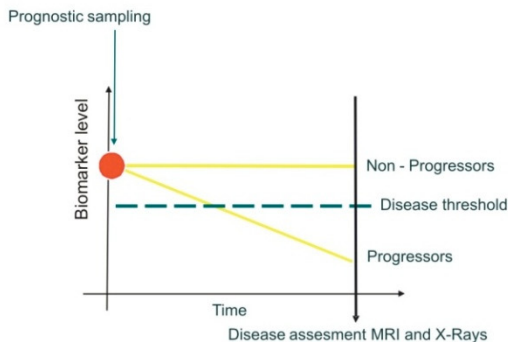 Prognostic sampling
Biomarker level
Non - Progressors
Disease threshold
Progressors
Time
Disease assesment MRI and X-Rays